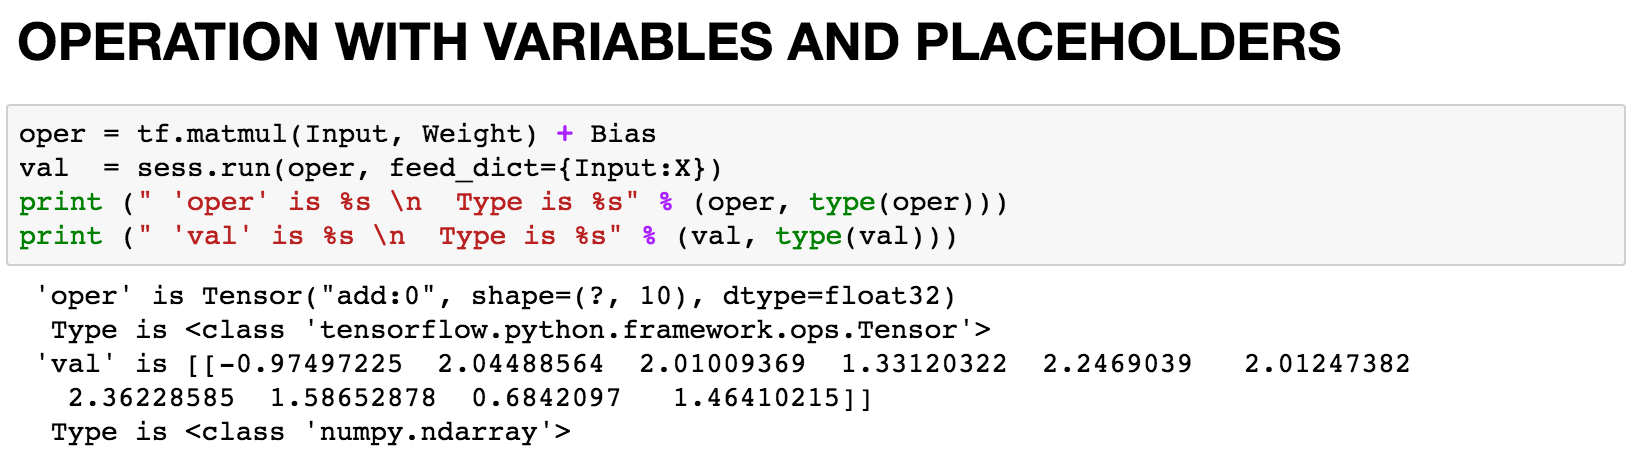 OPERATION WITH VARIABLES AND PLACEHOLDERS
oper = tf.matmul(Input, Weight) + Bias
val  = sess.run(oper, feed_dict={Input:X})
print (" 'oper' is %s \n  Type is %s" % (oper, type(oper)))
print (" 'val' is %s \n  Type is %s" % (val, type(val)))
 'oper' is Tensor("add:0", shape=(?, 10), dtype=float32)
  Type is <class 'tensorflow.python.framework.ops.Tensor'>
 'val' is [[-0.97497225  2.04488564  2.01009369  1.33120322  2.2469039   2.01247382
   2.36228585  1.58652878  0.6842097   1.46410215]]
  Type is <class 'numpy.ndarray'>